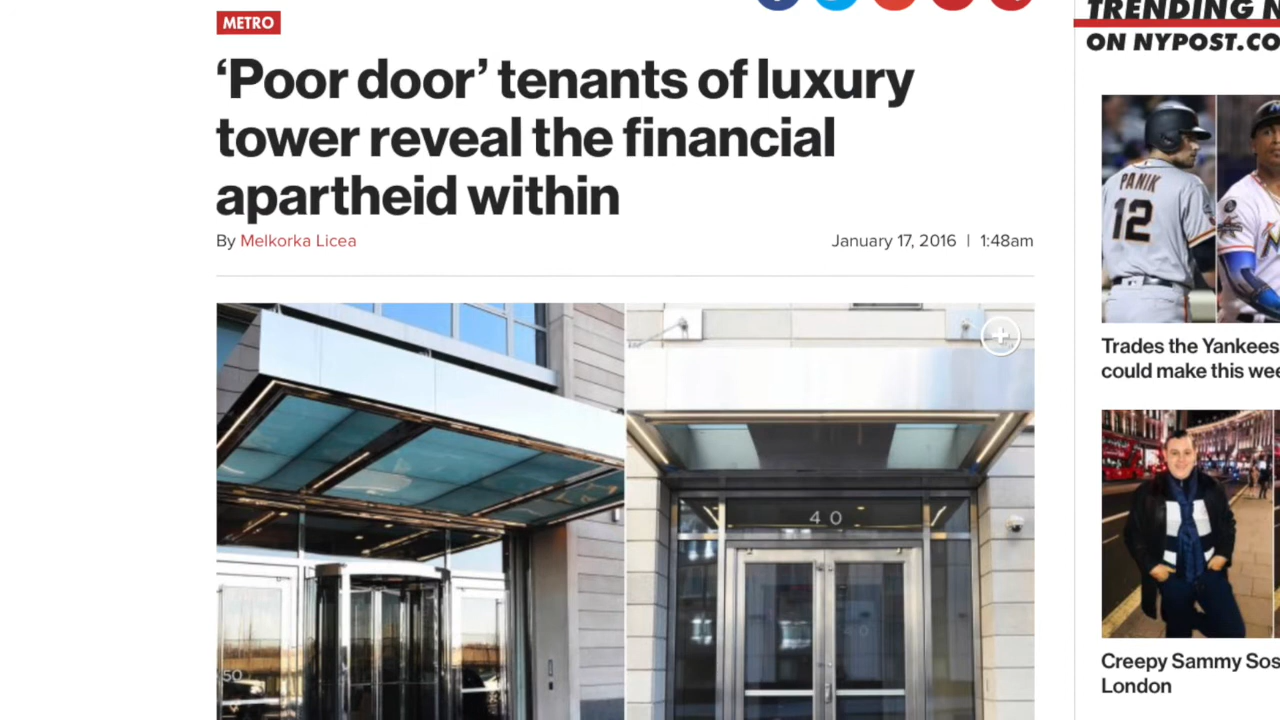 METRO
‘Poor door’ tenants of luxury
tower reveal the financial
apartheid within
By Melkorka Licea
January 17, 2016 | 1:48am
40
50
TRENDING N
ON NYPOST.CO
PANIK
12
Trades the Yankees
could make this wee
Creepy Sammy Sos
London